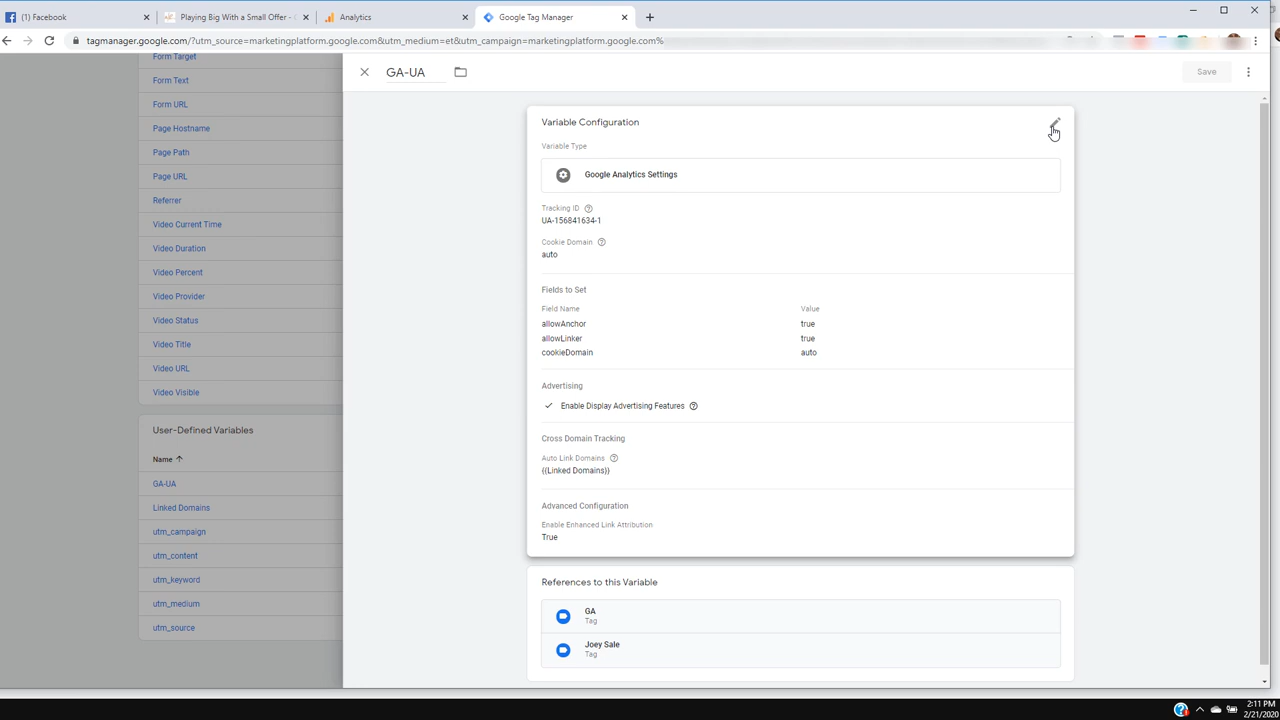 (1) Facebook
Playing Big With a Small Offer -
Analytics
Google Tag Manager
tagmanager.google.com/?utm_source=marketingplatform.google.com&utm_medium=et&utm_campaign=marketingplatform.google.com%
Form Target
Form Text
Form URL
Page Hostname
Page Path
Page URL
Referrer
Video Current Time
Video Duration
Video Percent
Video Provider
Video Status
Video Title
Video URL
Video Visible
User-Defined Variables
Name
GA-UA
Linked Domains
utm_campaign
utm_content
utm_keyword
utm_medium
utm_source
GA-UA
Save
Variable Configuration
Variable Type
Google Analytics Settings
Tracking ID
UA-156841634-1
Cookie Domain
auto
Fields to Set
Field Name Value
allowAnchor true
allowLinker true
cookieDomain auto
Advertising
Enable Display Advertising Features
Cross Domain Tracking
Auto Link Domains
{{Linked Domains}}
Advanced Configuration
Enable Enhanced Link Attribution
True
References to this Variable
GA
Tag
Joey Sale
Tag
2:11 PM
2/21/2020